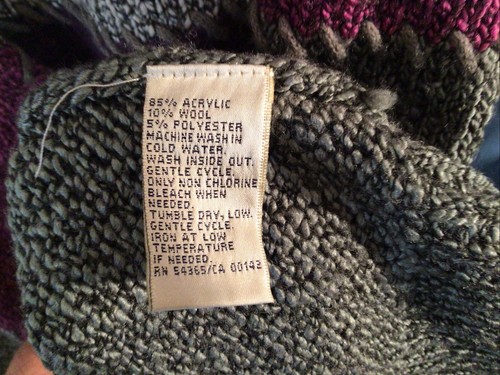 85% ACRYLIC
10% WOOL
5% POLYESTER
MACHINE WASH IN
COLD WATER.
WASH INSIDE OUT,
GENTLE CYCLE.
ONLY NON CHLORINE
BLEACH WHEN
NEEDED.
TUMBLE DRY, LOW.
GENTLE CYCLE.
IRON AT LOW
TEMPERATURE
IF NEEDED.
RN 54365/CA 00142